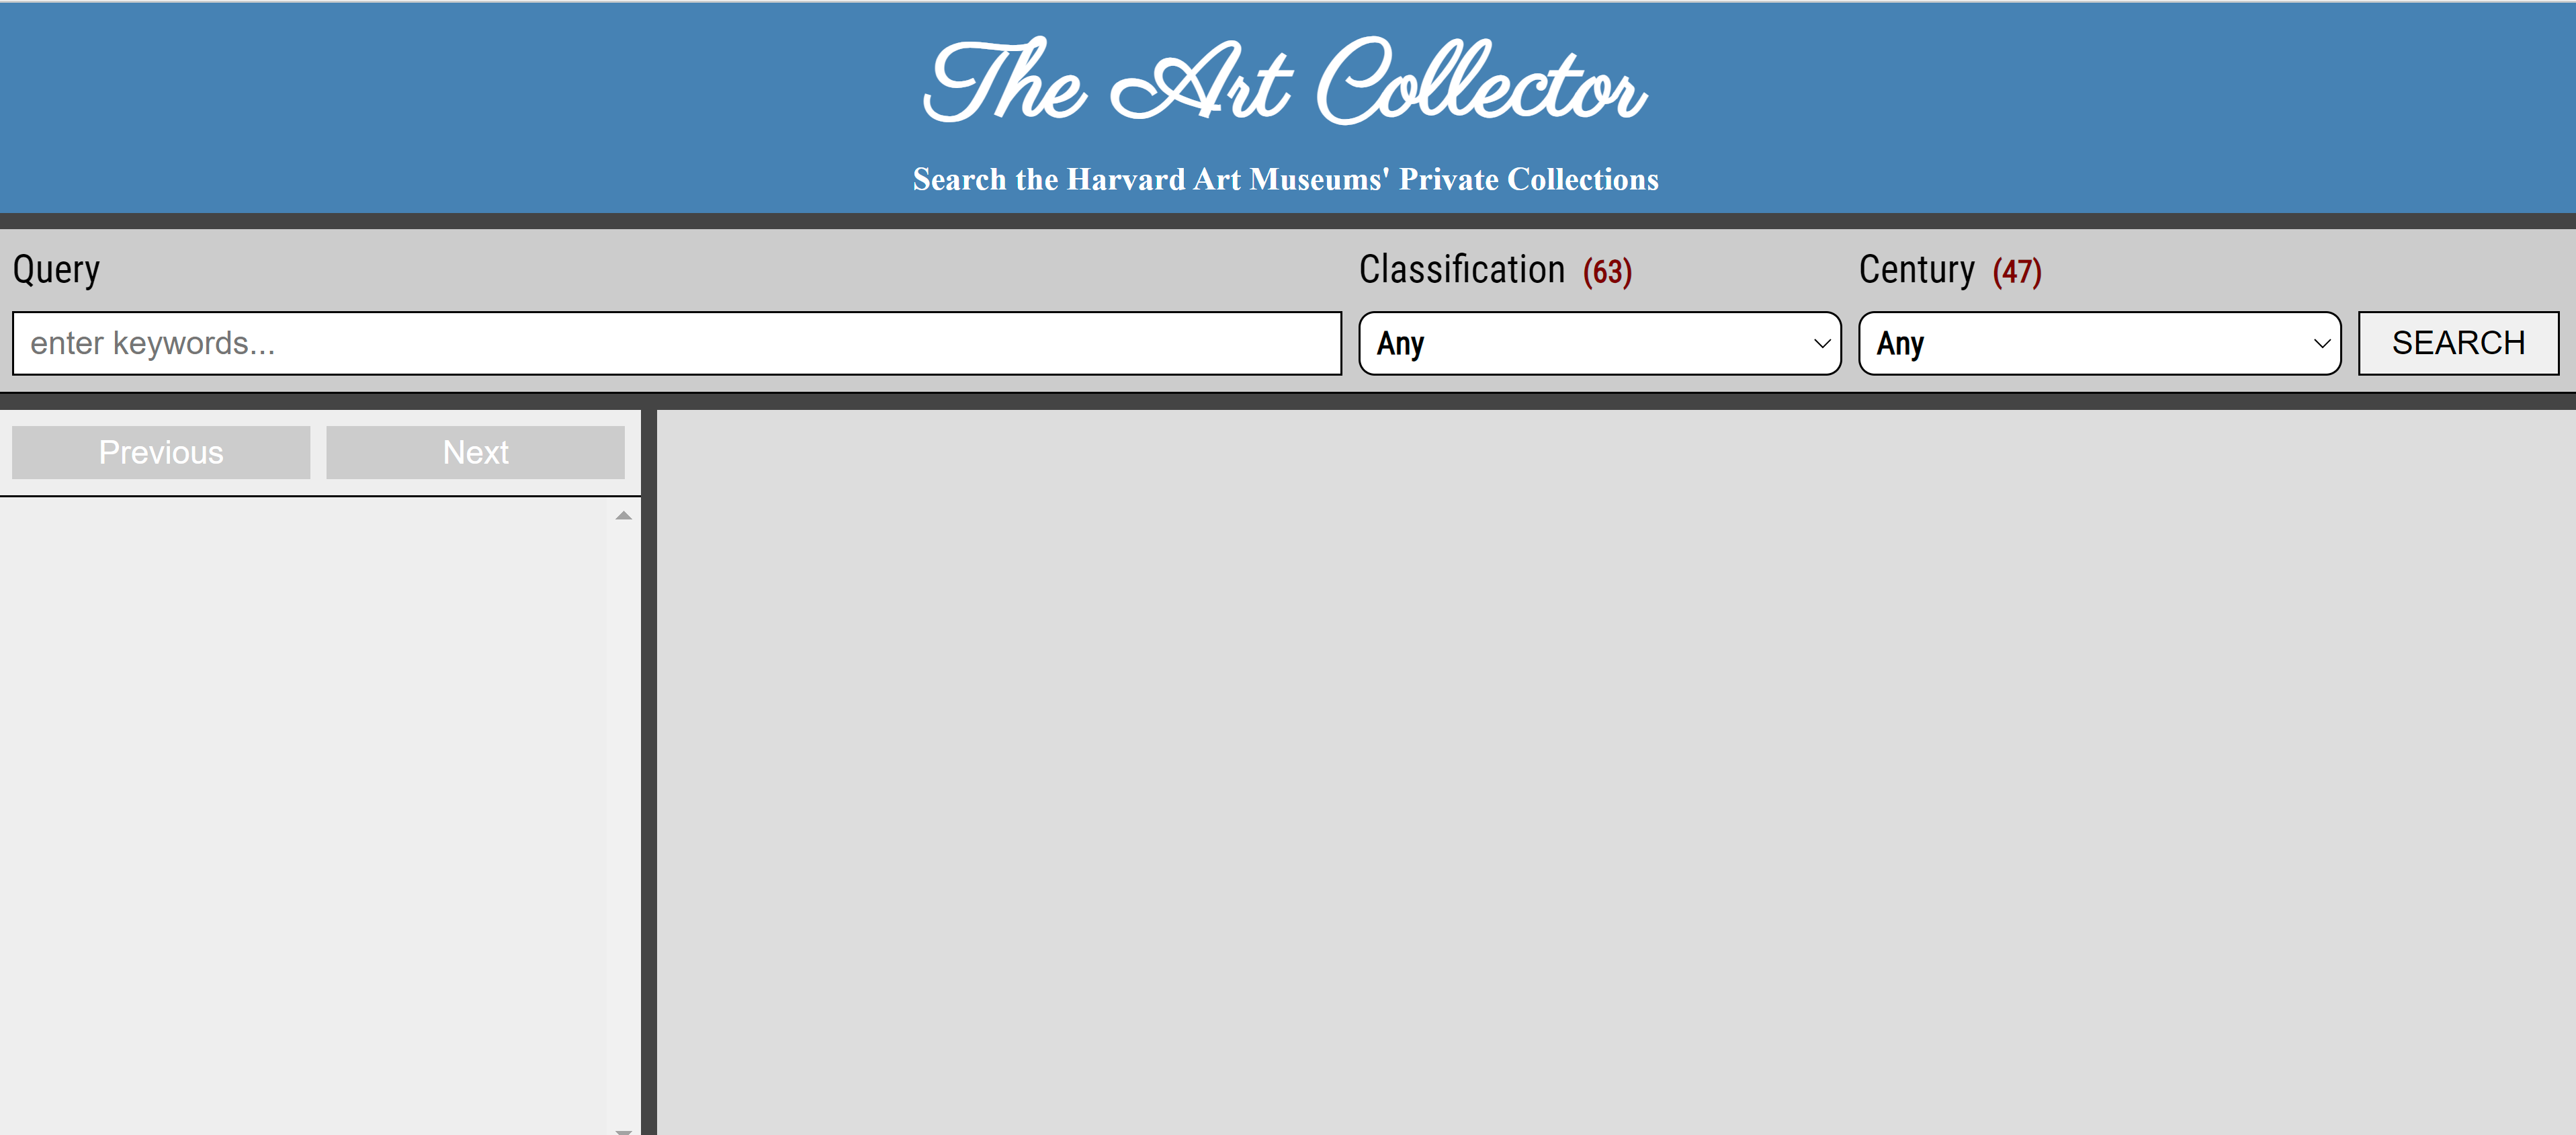 The Art Collector
Search the Harvard Art Museums' Private Collections
Query
Classification (63)
Century (47)
enter keywords...
Any
Any
SEARCH
Previous
Next